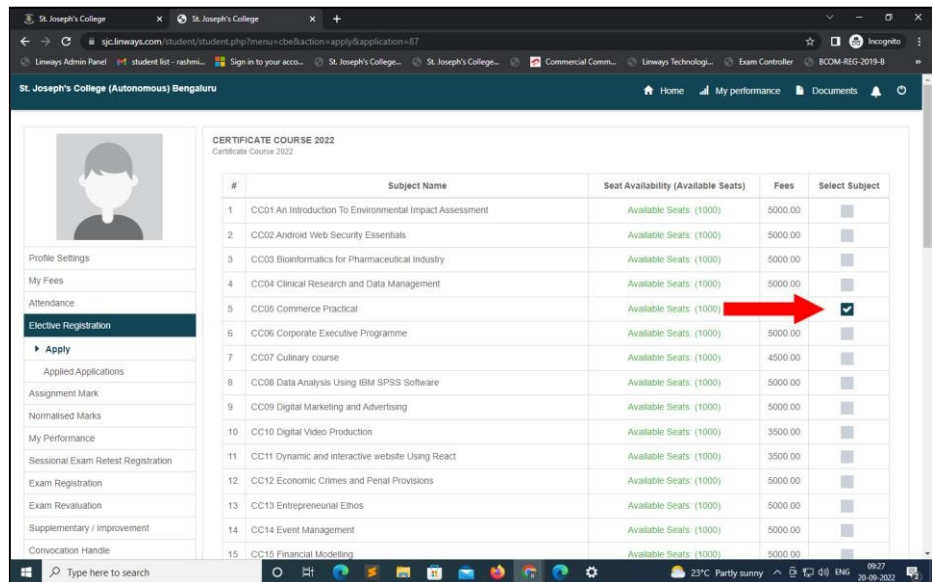 St. Joseph's College
St. Joseph's College
sjc.linways.com/student/student.php?menu=cbe&action=apply&application=87
Incognito
Linways Admin Panel student list - rashmi... Sign in to your acco... St. Joseph's College... St. Joseph's College... Commercial Comm... Linways Technologi... Exam Controller BCOM-REG-2019-8 »
St. Joseph's College (Autonomous) Bengaluru
Home My performance Documents
Profile Settings
My Fees
Attendance
Elective Registration
Apply
Applied Applications
Assignment Mark
Normalised Marks
My Performance
Sessional Exam Retest Registration
Exam Registration
Exam Revaluation
Supplementary / Improvement
Convocation Handle
CERTIFICATE COURSE 2022
Certificate Course 2022
# Subject Name Seat Availability (Available Seats) Fees Select Subject
1 CC01 An Introduction To Environmental Impact Assessment Available Seats: (1000) 5000.00
2 CC02 Android Web Security Essentials Available Seats: (1000) 5000.00
3 CC03 Bioinformatics for Pharmaceutical Industry Available Seats: (1000) 5000.00
4 CC04 Clinical Research and Data Management Available Seats: (1000) 5000.00
5 CC05 Commerce Practical Available Seats: (1000)
6 CC06 Corporate Executive Programme Available Seats: (1000) 5000.00
7 CC07 Culinary course Available Seats: (1000) 4500.00
8 CC08 Data Analysis Using IBM SPSS Software Available Seats: (1000) 5000.00
9 CC09 Digital Marketing and Advertising Available Seats: (1000) 5000.00
10 CC10 Digital Video Production Available Seats: (1000) 3500.00
11 CC11 Dynamic and interactive website Using React Available Seats: (1000) 3500.00
12 CC12 Economic Crimes and Penal Provisions Available Seats: (1000) 5000.00
13 CC13 Entrepreneurial Ethos Available Seats: (1000) 5000.00
14 CC14 Event Management Available Seats: (1000) 5000.00
15 CC15 Financial Modelling Available Seats: (1000) 5000.00
Type here to search
23°C Partly sunny ENG 09:27
20-09-2022